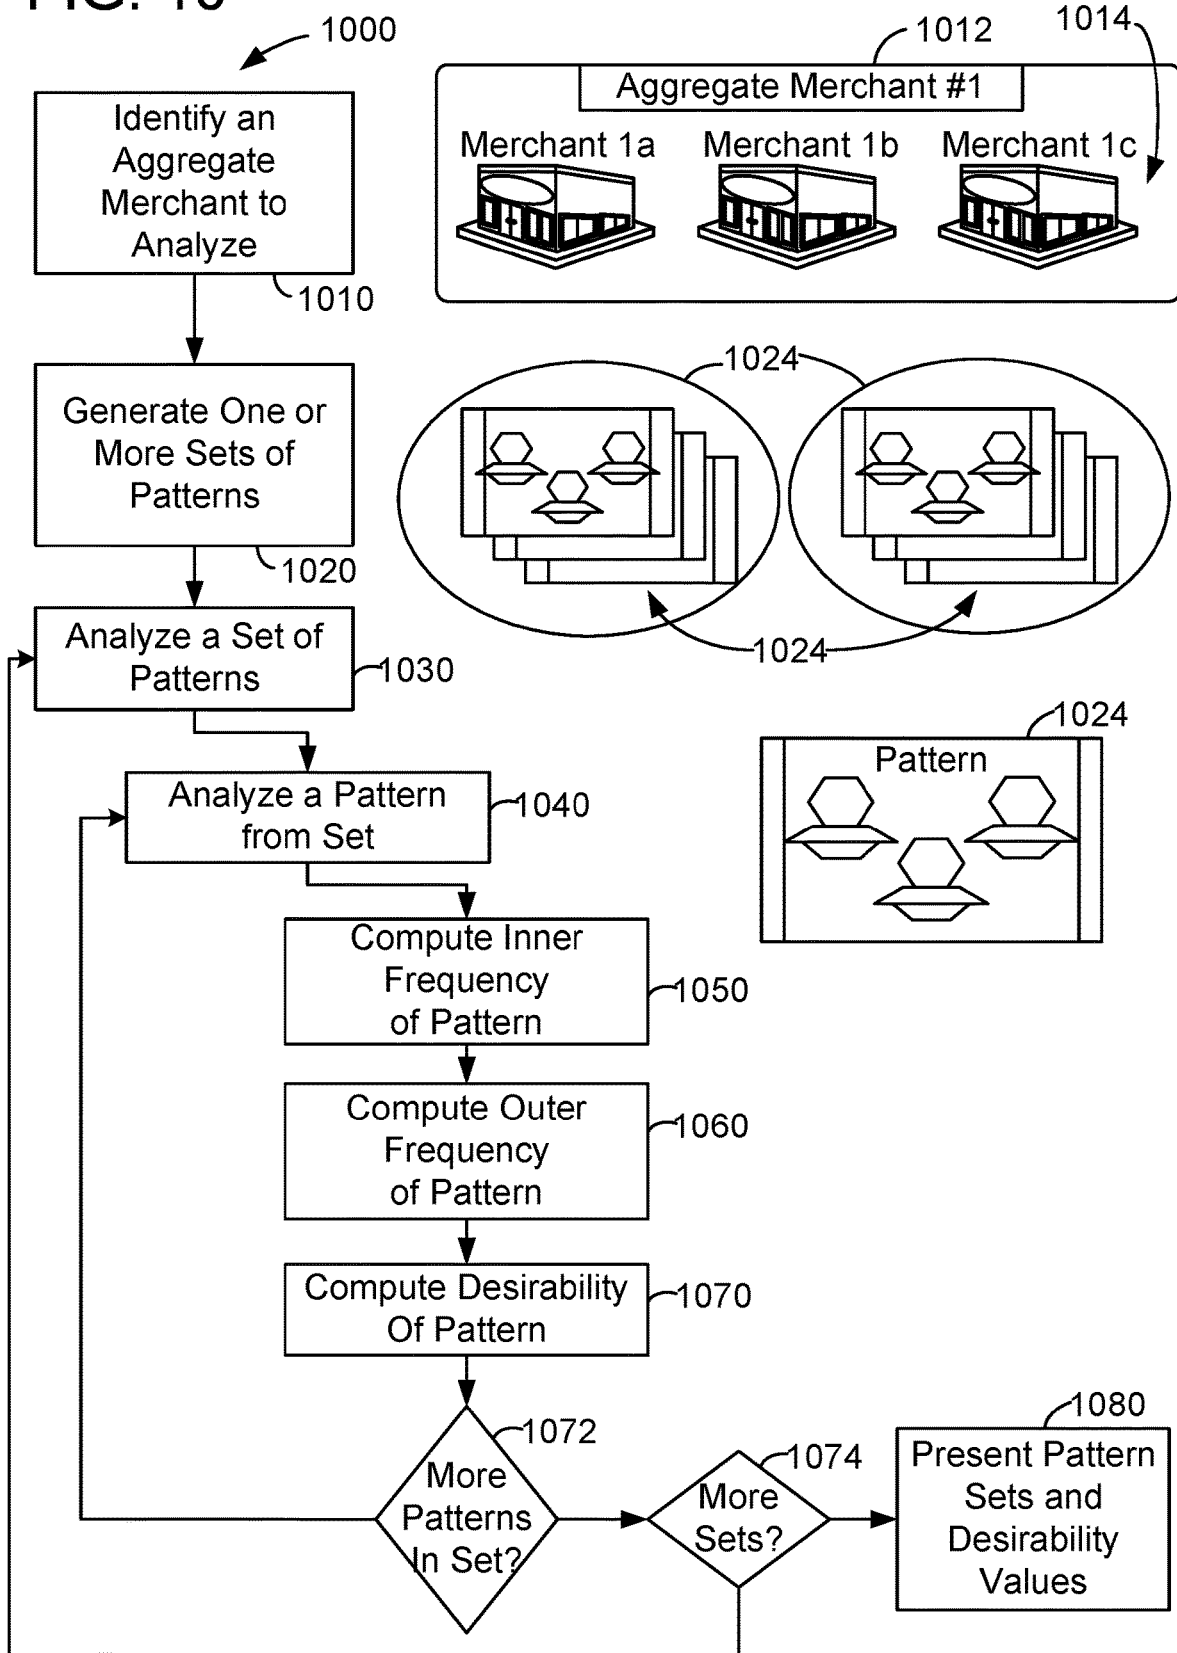 FIG. 10
1000
Identify an
Aggregate
Merchant to
Analyze
1010
1012
1014
Aggregate Merchant #1
Merchant 1a
Merchant 1b
Merchant 1c
Generate One or
More Sets of
Patterns
1020
1024
1024
Analyze a Set of
Patterns
1030
1024
Pattern
Analyze a Pattern
from Set
1040
Compute Inner
Frequency
of Pattern
1050
Compute Outer
Frequency
of Pattern
1060
Compute Desirability
Of Pattern
1070
More
Patterns
In Set?
1072
More
Sets?
1074
1080
Present Pattern
Sets and
Desirability
Values